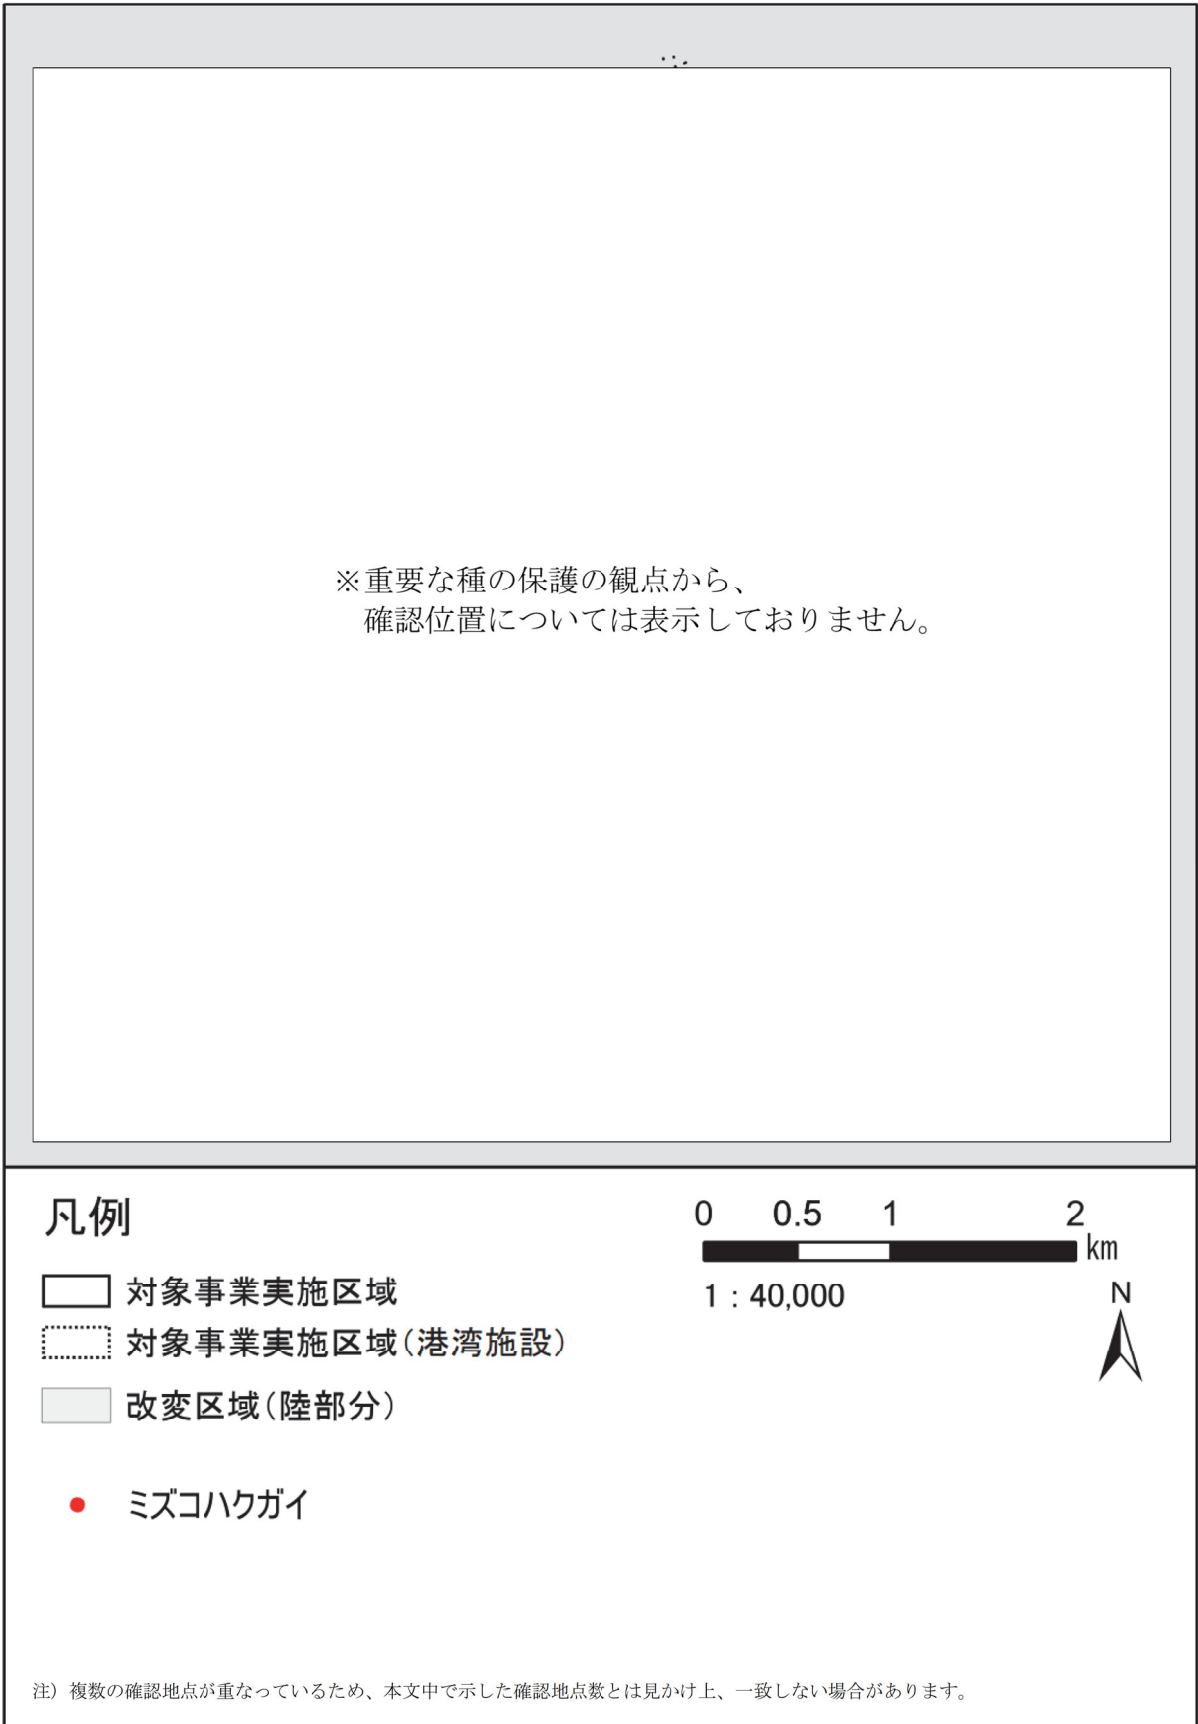 ※重要な種の保護の観点から、
確認位置については表示しておりません。
凡例
対象事業実施区域
対象事業実施区域(港湾施設)
改変区域(陸部分)
ミズコハクガイ
0 0.5 1 2
km
1 : 40,000
N
注）複数の確認地点が重なっているため、本文中で示した確認地点数とは見かけ上、一致しない場合があります。